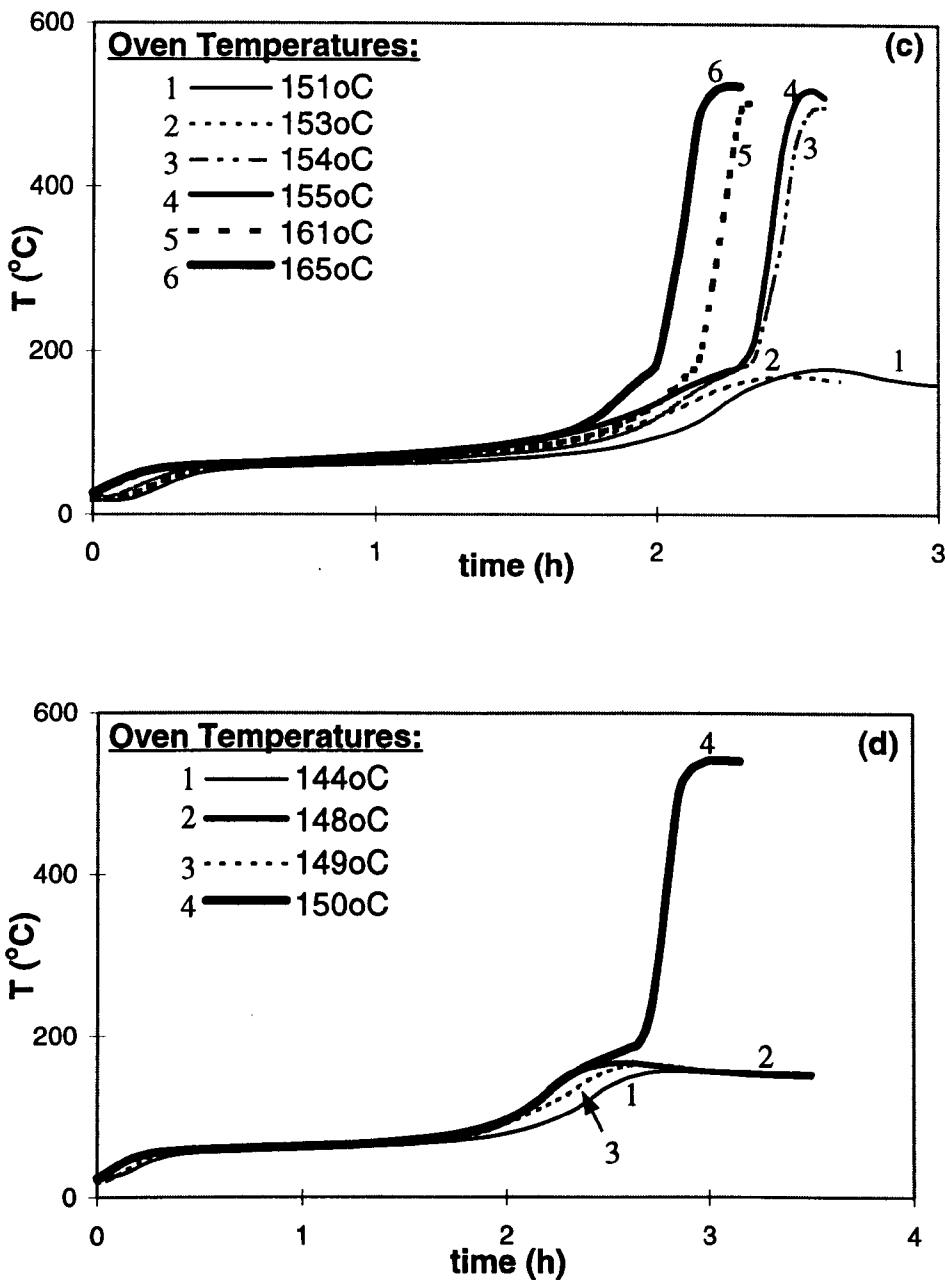 600
(c)
Oven Temperatures:
1 151oC
2 153oC
3 154oC
4 155oC
5 161oC
6 165oC
6
4
5
3
400
T (oC)
200
2
1
0
0 1 2 3
time (h)
600
(d)
Oven Temperatures:
1 144oC
2 148oC
3 149oC
4 150oC
4
400
T (oC)
200
2
1
3
0
0 1 2 3 4
time (h)